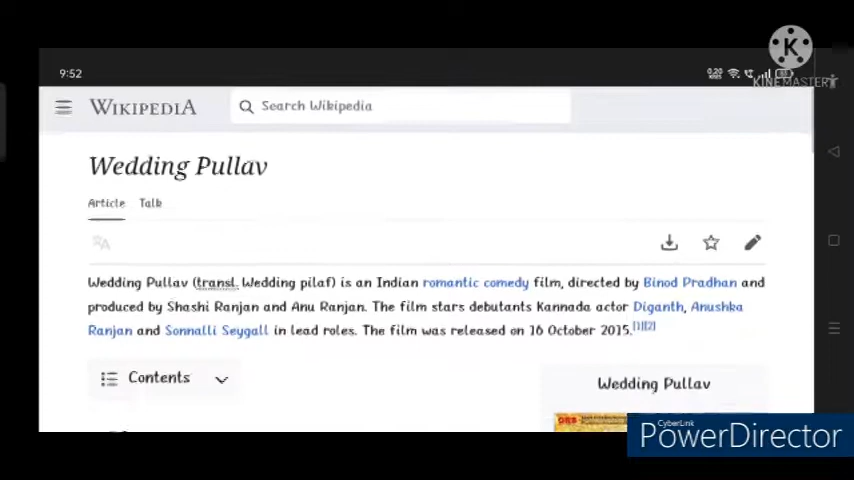 9:52
0.20
KINEMASTER
WIKIPEDIA
Search Wikipedia
Wedding Pullav
Article Talk
Wedding Pullav (transl. Wedding pilaf) is an Indian romantic comedy film, directed by Binod Pradhan and
produced by Shashi Ranjan and Anu Ranjan. The film stars debutants Kannada actor Diganth, Anushka
Ranjan and Sonnalli Seygall in lead roles. The film was released on 16 October 2015.[1][2]
Contents
Wedding Pullav
CyberLink
PowerDirector